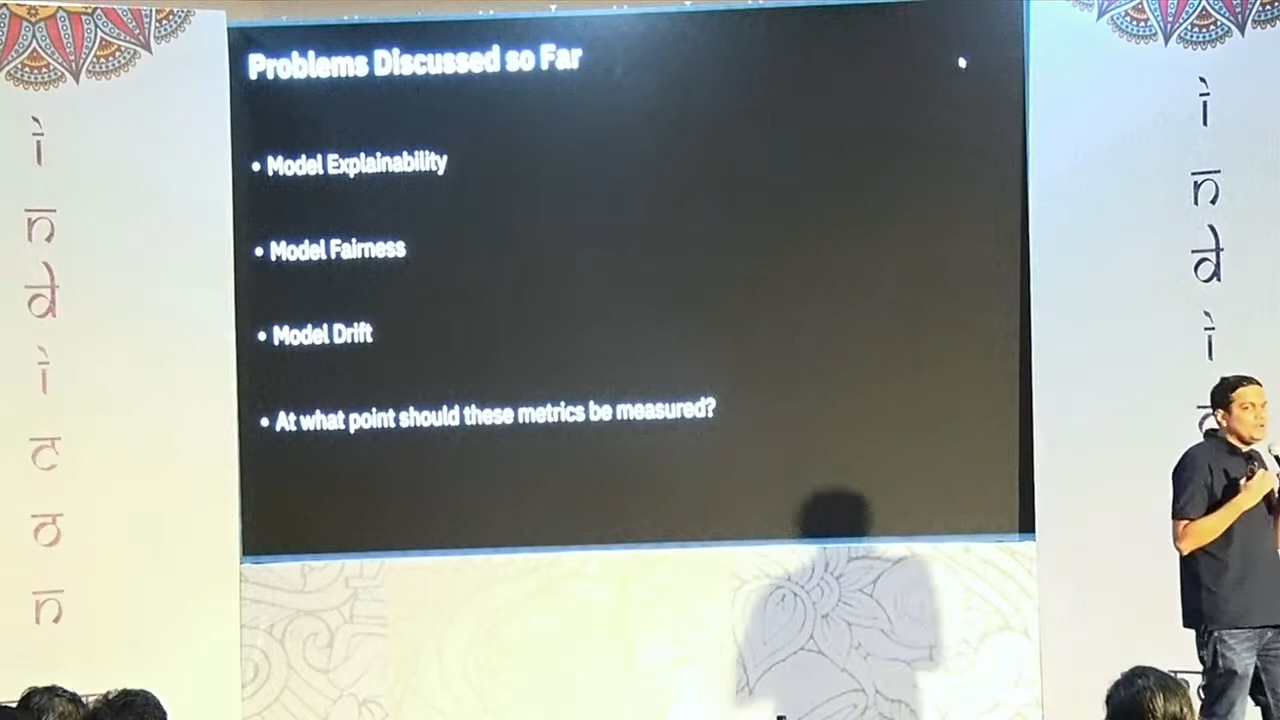 Problems Discussed so Far
• Model Explainability
• Model Fairness
• Model Drift
• At what point should these metrics be measured?